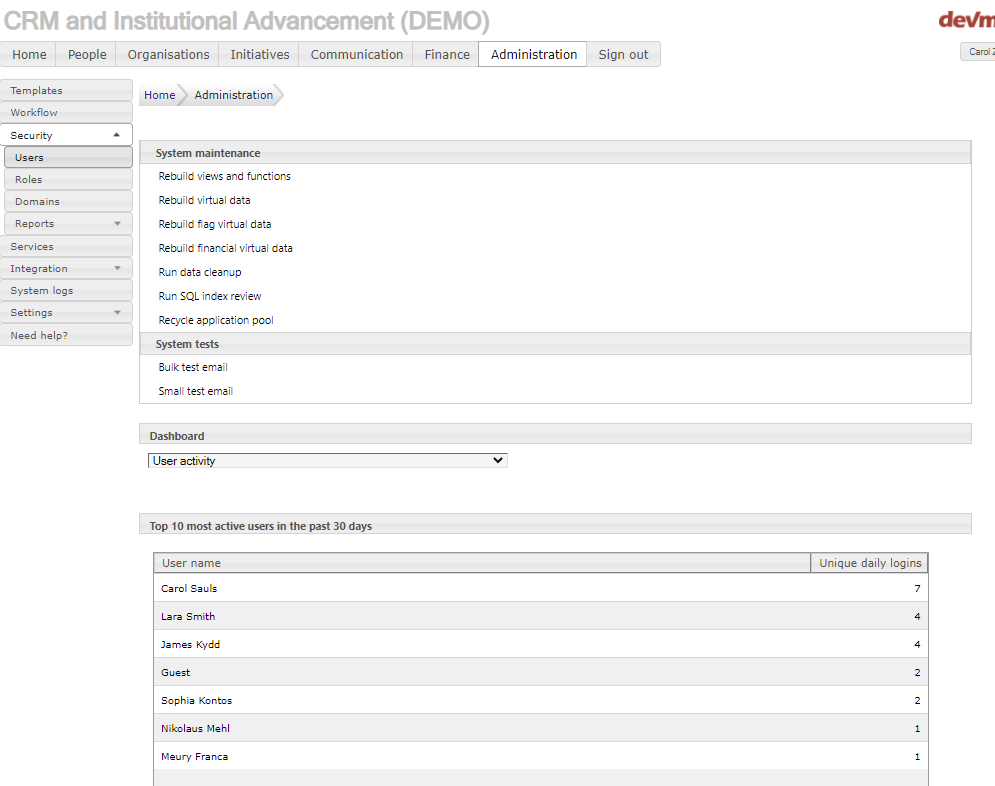 CRM and Institutional Advancement (DEMO)
Home People Organisations Initiatives Communication Finance Administration Sign out
Carol
Templates
Workflow
Security
Users
Roles
Domains
Reports
Services
Integration
System logs
Settings
Need help?
Home Administration
System maintenance
Rebuild views and functions
Rebuild virtual data
Rebuild flag virtual data
Rebuild financial virtual data
Run data cleanup
Run SQL index review
Recycle application pool
System tests
Bulk test email
Small test email
Dashboard
User activity
Top 10 most active users in the past 30 days
User name Unique daily logins
Carol Sauls 7
Lara Smith 4
James Kydd 4
Guest 2
Sophia Kontos 2
Nikolaus Mehl 1
Meury Franca 1